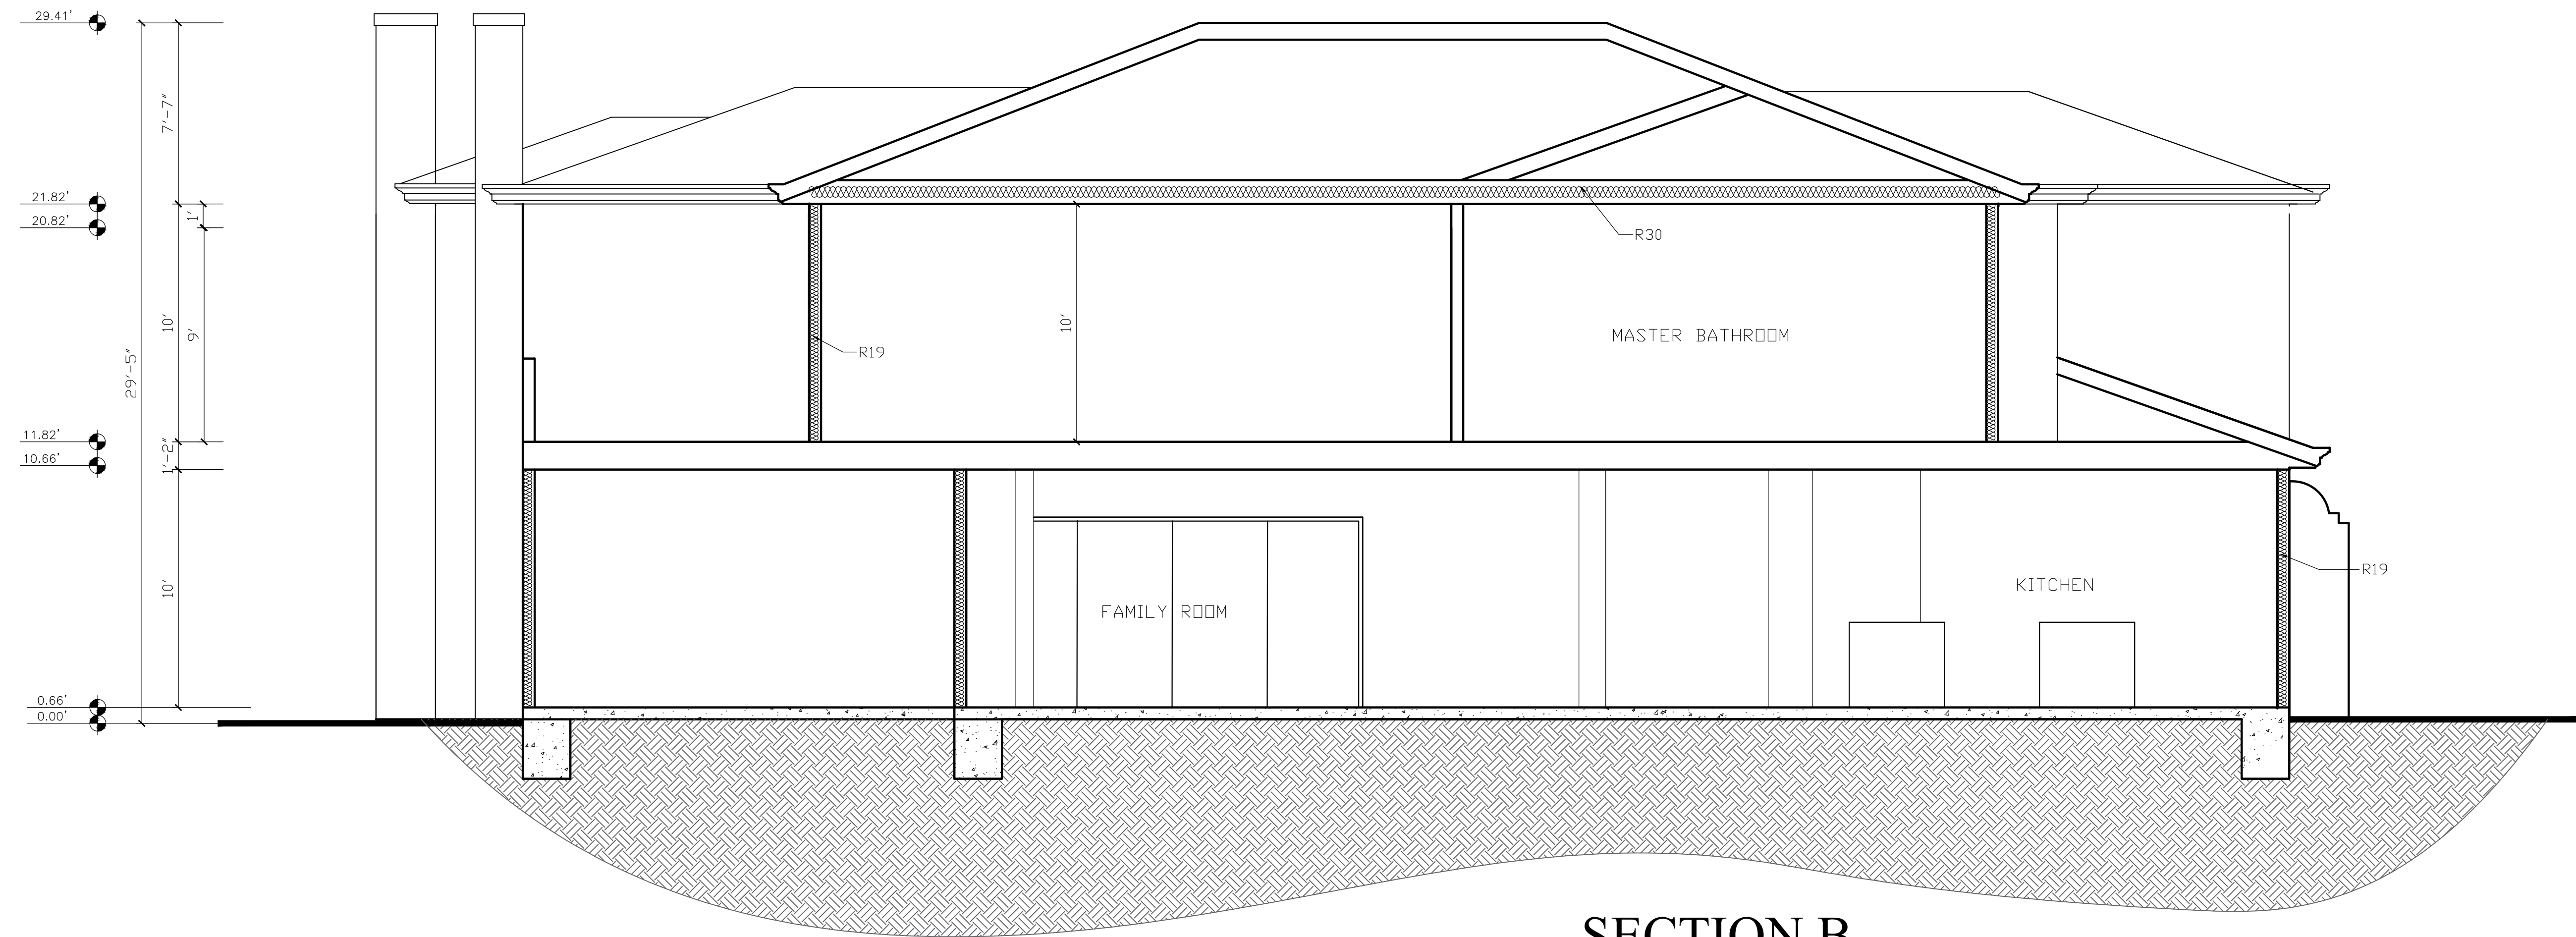 29.41'
7'-7"
21.82'
1'
20.82'
R30
10'
9'
10'
MASTER BATHROOM
R19
29'-5"
11.82'
1'-2"
10.66'
10'
FAMILY ROOM
KITCHEN
R19
0.66'
0.00'
SECTION B